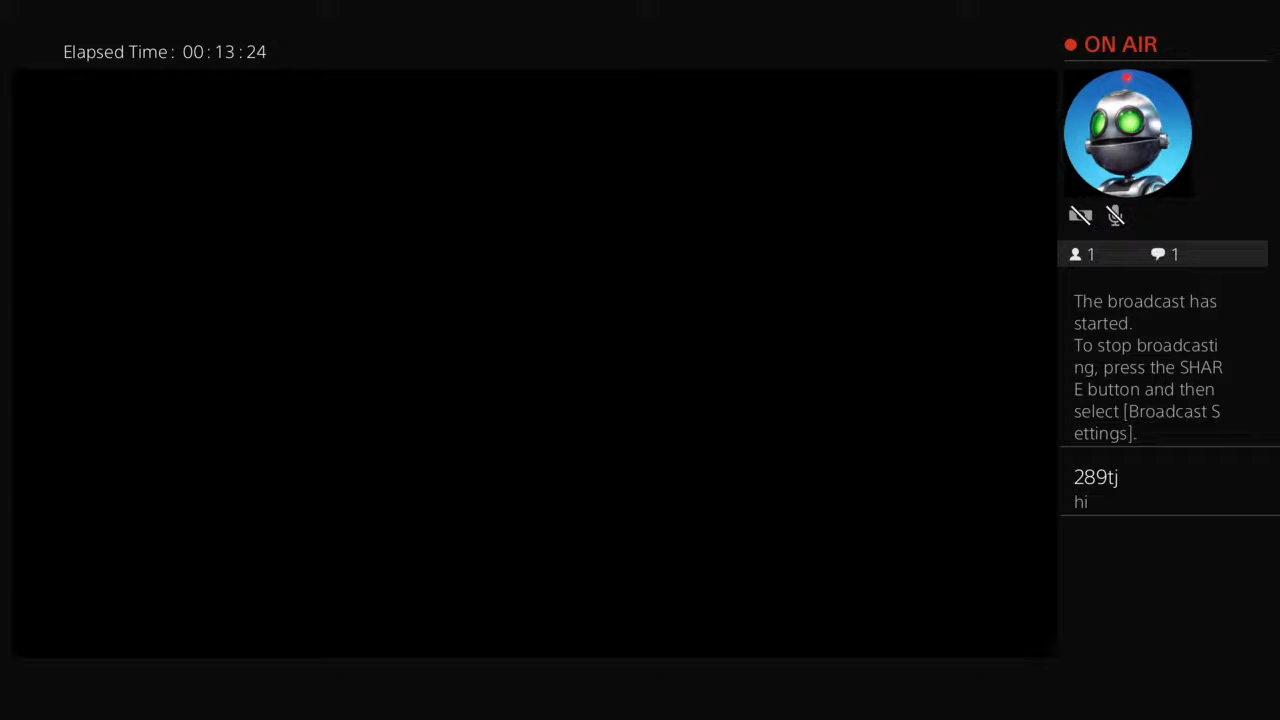 Elapsed Time: 00:13:24
ON AIR
1 1
The broadcast has
started.
To stop broadcasti
ng, press the SHAR
E button and then
select [Broadcast S
ettings].
289tj
hi